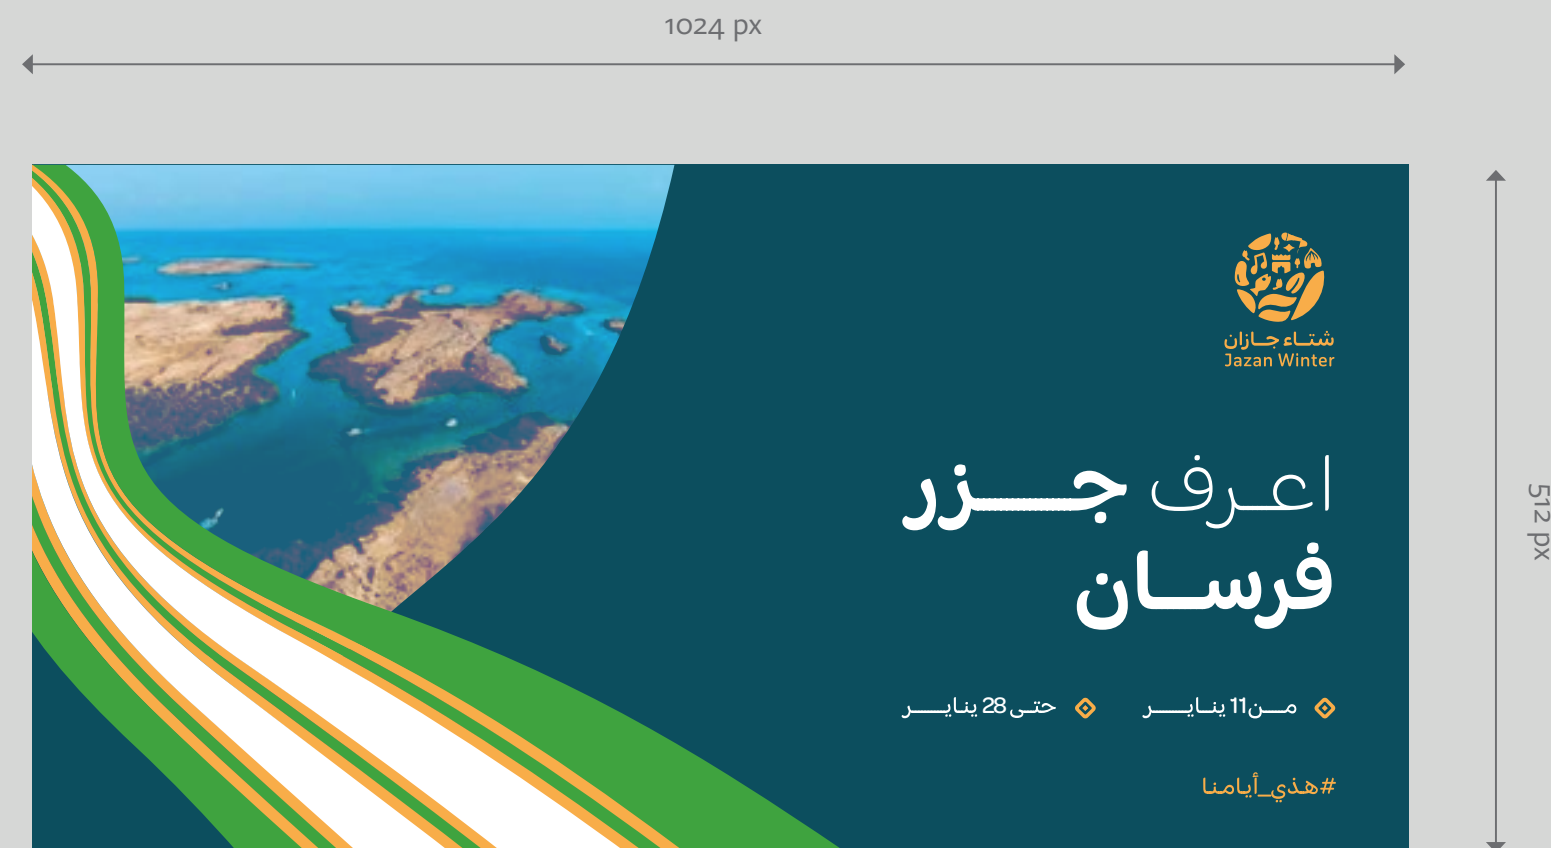 1024 px
شتاء جازان
Jazan Winter
اعرف جزر
فرسان
من 11 يناير
حتى 28 يناير
#هذي_أيامنا
512 px